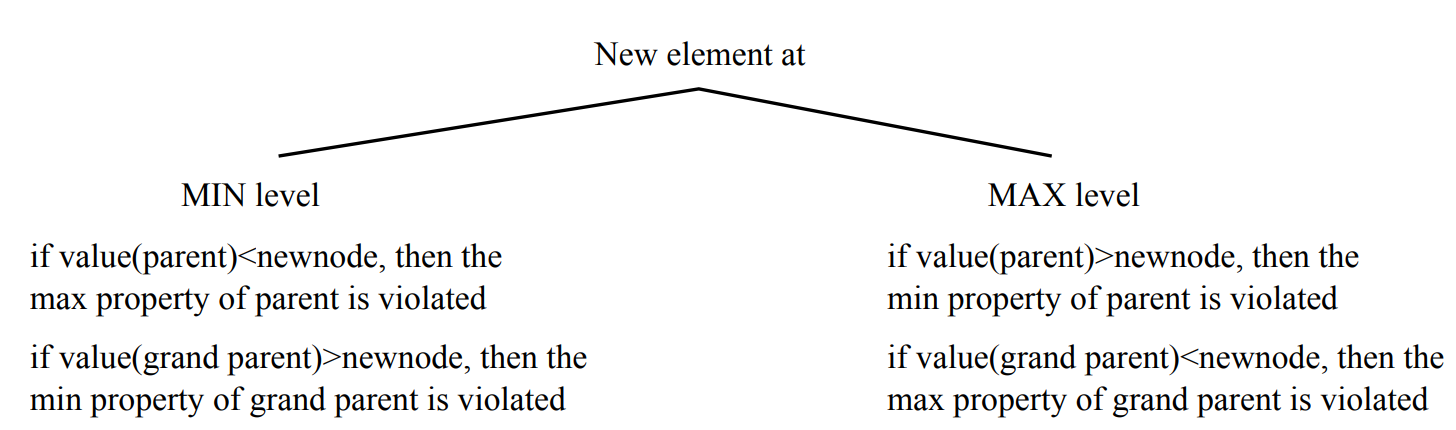 New element at
MIN level
if value(parent)<newnode, then the
max property of parent is violated
if value(grand parent)>newnode, then the
min property of grand parent is violated
MAX level
if value(parent)>newnode, then the
min property of parent is violated
if value(grand parent)<newnode, then the
max property of grand parent is violated